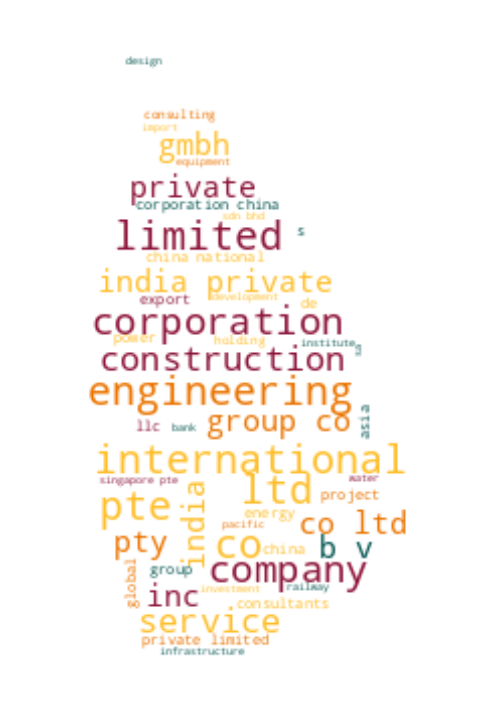 design
consulting
import
gmbh
equipment
private
corporation china
sdn bhd
limited s
china national
india private
export development
de
corporation
power holding institute
construction sa
engineering
group co asia
llc bank
international
singapore pte water
ltd
pte india project
energy
pacific co ltd
pty co china b v
group company
global inc investment railway
consultants
service
private limited
infrastructure